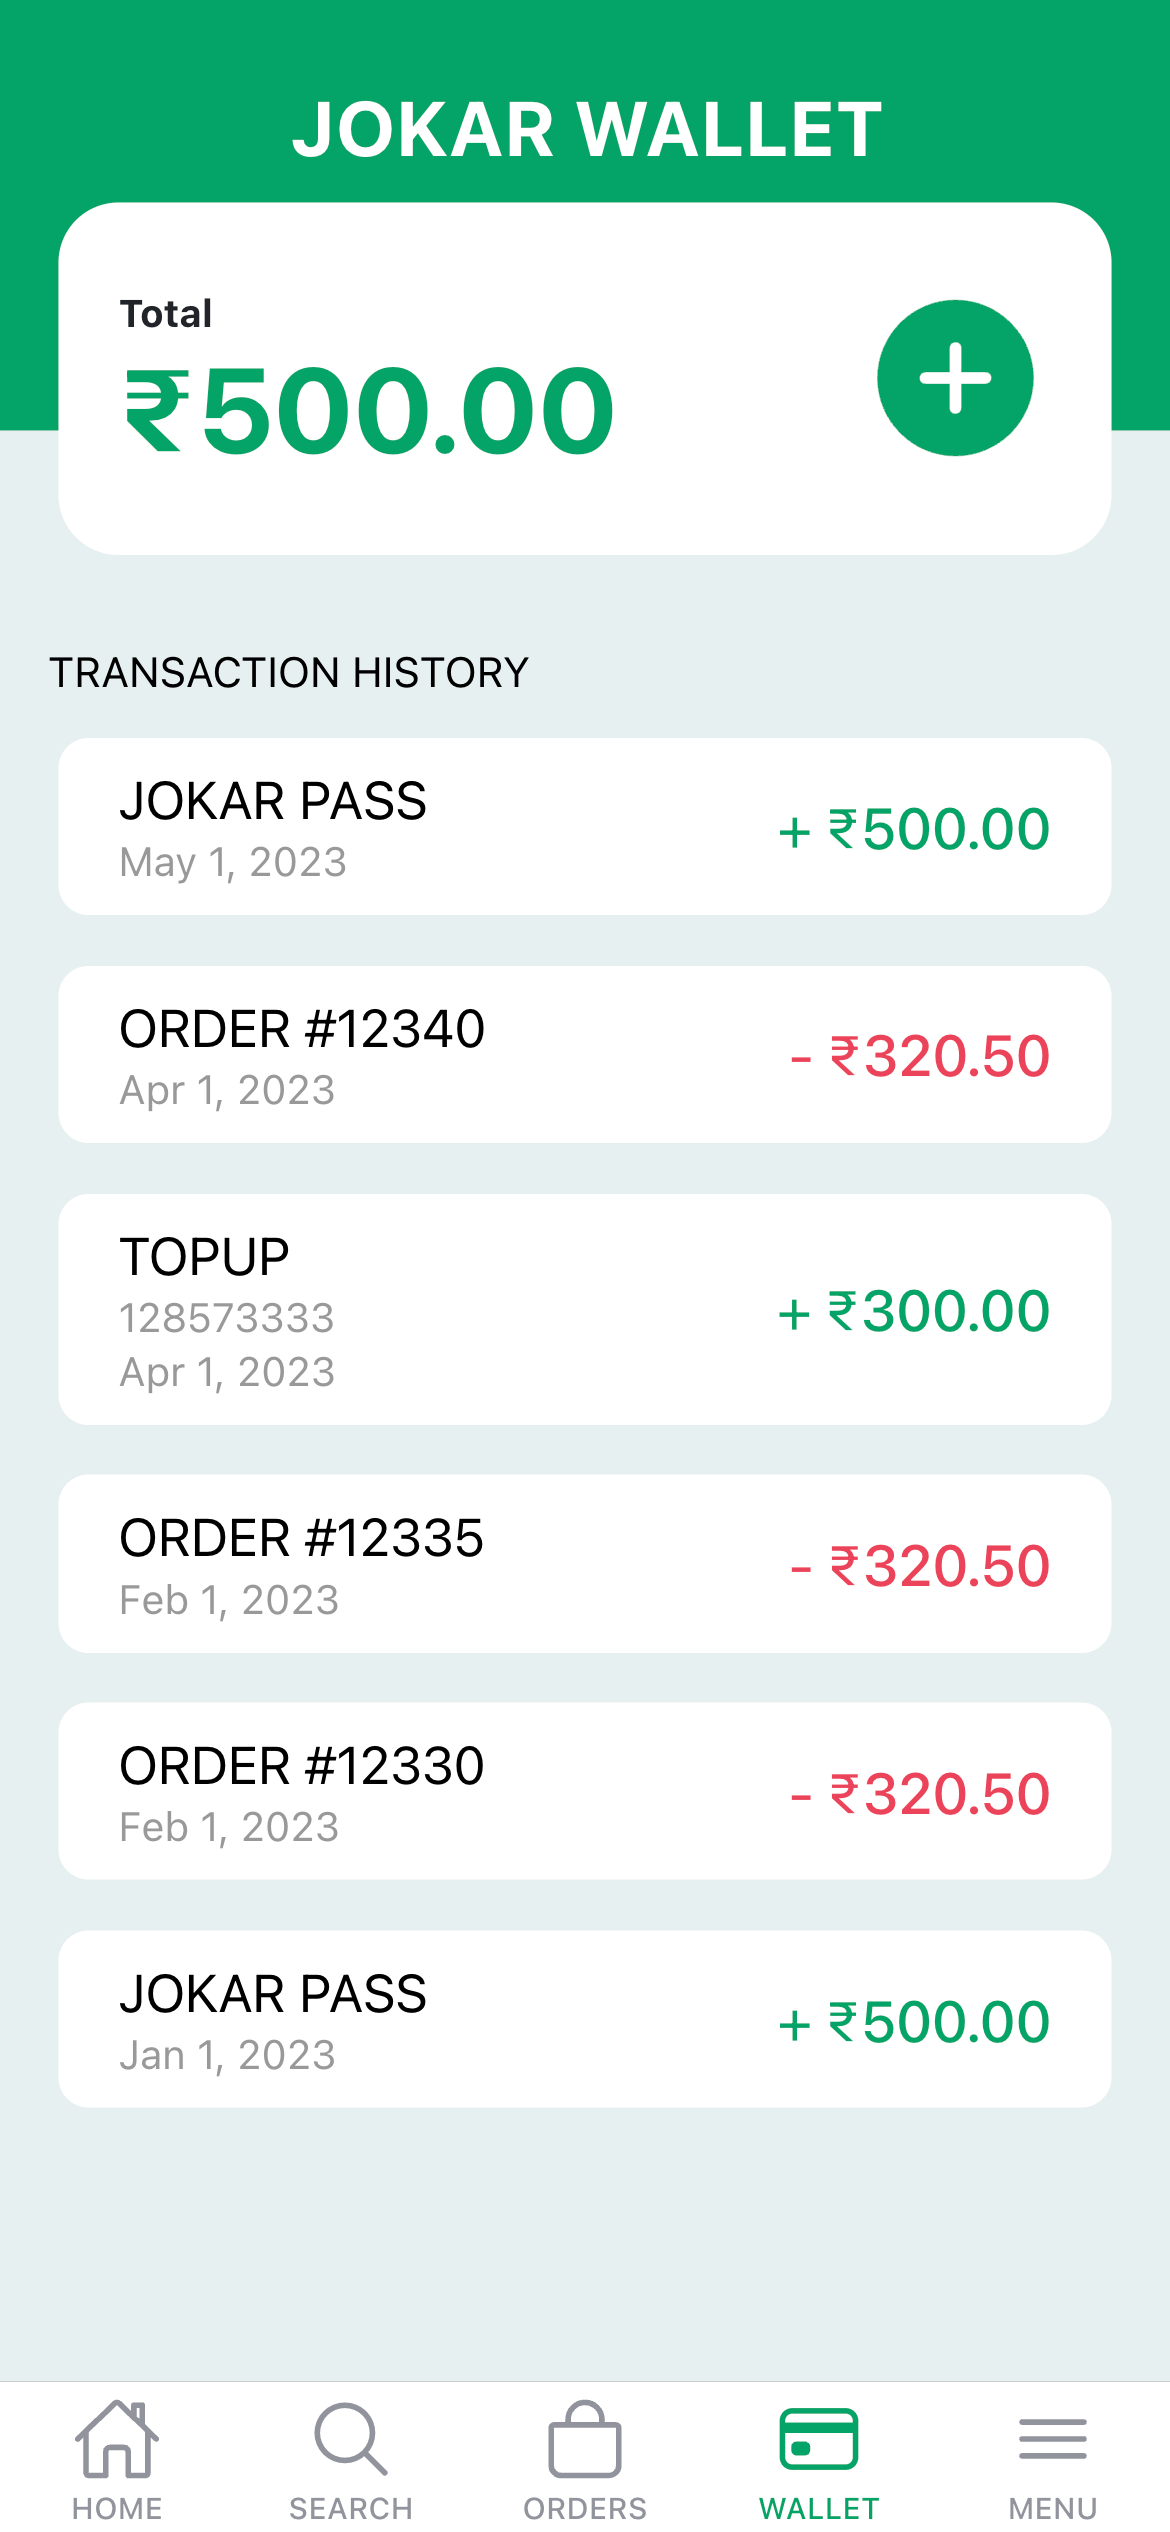 JOKAR WALLET
Total
₹500.00
TRANSACTION HISTORY
JOKAR PASS
+ ₹500.00
May 1, 2023
ORDER #12340
- ₹320.50
Apr 1, 2023
TOPUP
128573333
+ ₹300.00
Apr 1, 2023
ORDER #12335
- ₹320.50
Feb 1, 2023
ORDER #12330
- ₹320.50
Feb 1, 2023
JOKAR PASS
+ ₹500.00
Jan 1, 2023
HOME SEARCH ORDERS WALLET MENU